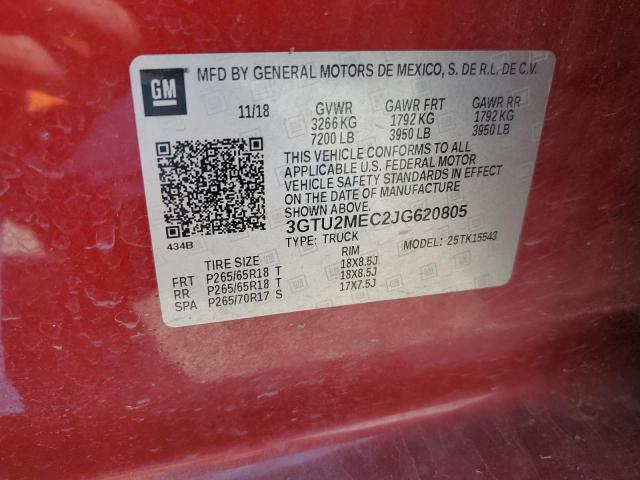 GM
MFD BY GENERAL MOTORS DE MEXICO, S. DE R.L. DE C.V.
11/18 GVWR GAWR FRT GAWR RR
3266 KG 1792 KG 1792 KG
7200 LB 3950 LB 3950 LB
THIS VEHICLE CONFORMS TO ALL
APPLICABLE U.S. FEDERAL MOTOR
VEHICLE SAFETY STANDARDS IN EFFECT
ON THE DATE OF MANUFACTURE
SHOWN ABOVE.
434B 3GTU2MEC2JG620805
TYPE: TRUCK MODEL: 25TK15543
TIRE SIZE RIM
FRT P265/65R18 T 18X8.5J
RR P265/65R18 T 18X8.5J
SPA P265/70R17 S 17X7.5J